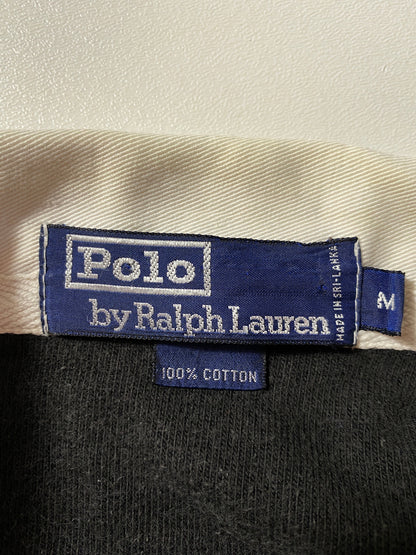 Polo
by Ralph Lauren
MADE IN SRI-LANKA
M
100% COTTON